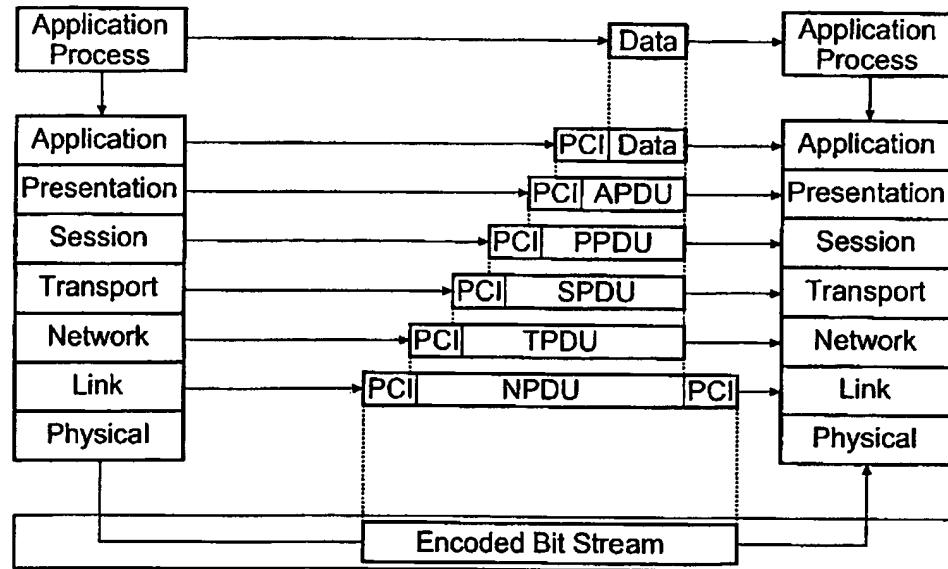 Application Process Data Application Process
Application PCI Data Application
Presentation PCI APDU Presentation
Session PCI PPDU Session
Transport PCI SPDU Transport
Network PCI TPDU Network
Link PCI NPDU PCI Link
Physical Physical
Encoded Bit Stream